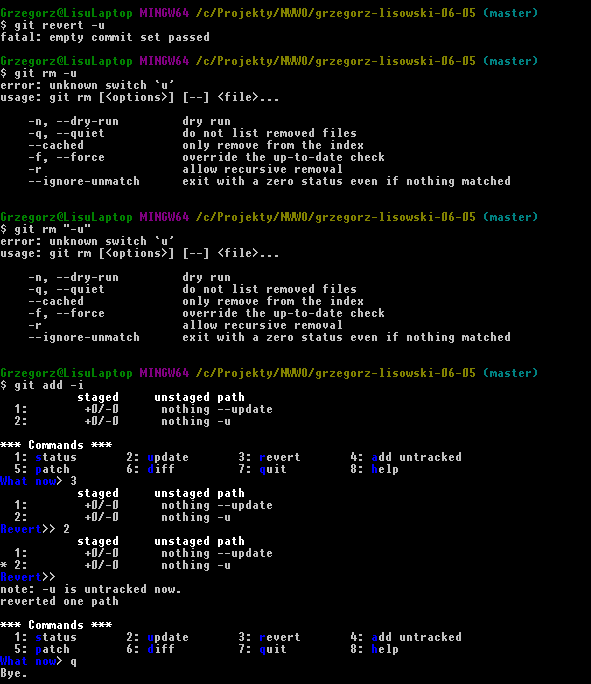 Grzegorz@LisuLaptop MINGW64 /c/Projekty/NWWO/grzegorz-lisowski-06-05 (master)
$ git revert -u
fatal: empty commit set passed
Grzegorz@LisuLaptop MINGW64 /c/Projekty/NWWO/grzegorz-lisowski-06-05 (master)
$ git rm -u
error: unknown switch `u'
usage: git rm [<options>] [--] <file>...
-n, --dry-run dry run
-q, --quiet do not list removed files
--cached only remove from the index
-f, --force override the up-to-date check
-r allow recursive removal
--ignore-unmatch exit with a zero status even if nothing matched
Grzegorz@LisuLaptop MINGW64 /c/Projekty/NWWO/grzegorz-lisowski-06-05 (master)
$ git rm "-u"
error: unknown switch `u'
usage: git rm [<options>] [--] <file>...
-n, --dry-run dry run
-q, --quiet do not list removed files
--cached only remove from the index
-f, --force override the up-to-date check
-r allow recursive removal
--ignore-unmatch exit with a zero status even if nothing matched
Grzegorz@LisuLaptop MINGW64 /c/Projekty/NWWO/grzegorz-lisowski-06-05 (master)
$ git add -i
staged unstaged path
1: +0/-0 nothing --update
2: +0/-0 nothing -u
*** Commands ***
1: status 2: update 3: revert 4: add untracked
5: patch 6: diff 7: quit 8: help
What now> 3
staged unstaged path
1: +0/-0 nothing --update
2: +0/-0 nothing -u
Revert>> 2
staged unstaged path
1: +0/-0 nothing --update
* 2: +0/-0 nothing -u
Revert>>
note: -u is untracked now.
reverted one path
*** Commands ***
1: status 2: update 3: revert 4: add untracked
5: patch 6: diff 7: quit 8: help
What now> q
Bye.